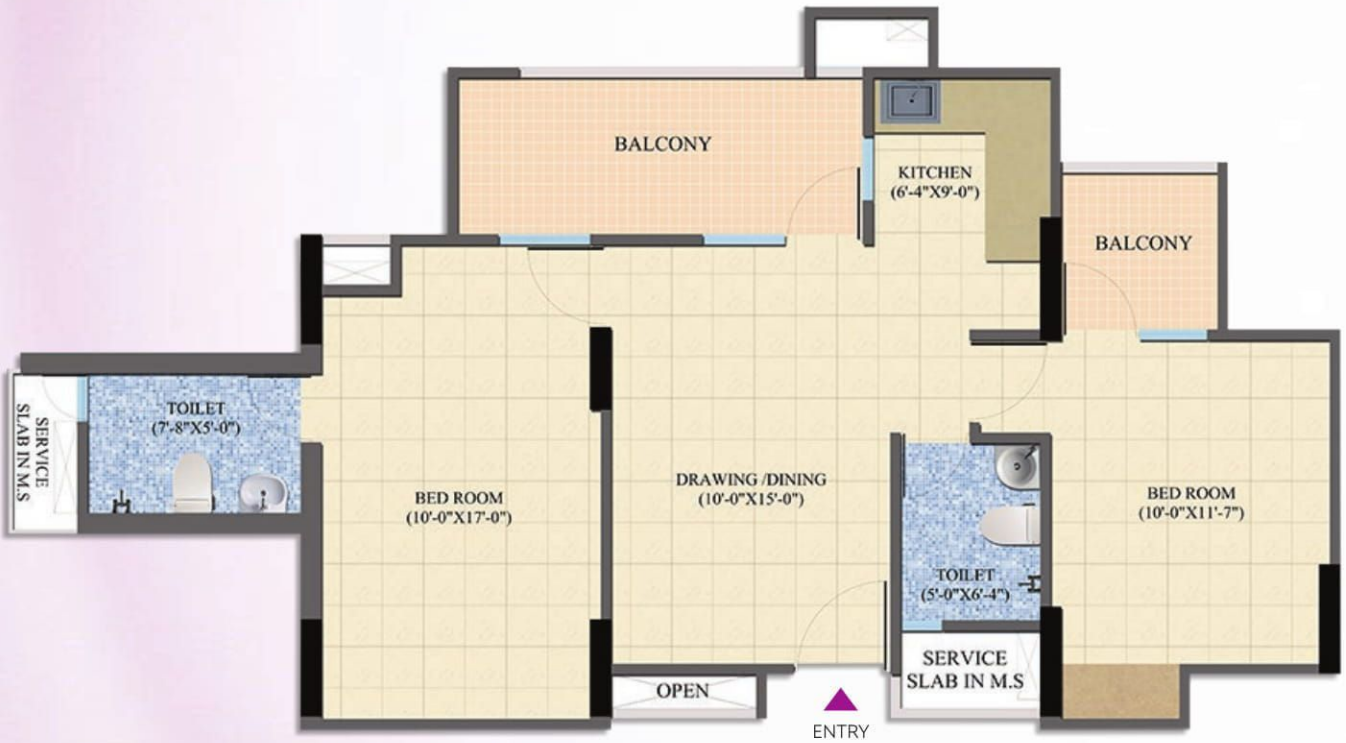 BALCONY
KITCHEN
(6'-4"X9'-0")
BALCONY
TOILET
(7'-8"X5'-0")
SERVICE
SLAB IN M.S
BED ROOM
(10'-0"X17'-0")
DRAWING /DINING
(10'-0"X15'-0")
BED ROOM
(10'-0"X11'-7")
TOILET
(5'-0"X6'-4")
SERVICE
SLAB IN M.S
OPEN
ENTRY